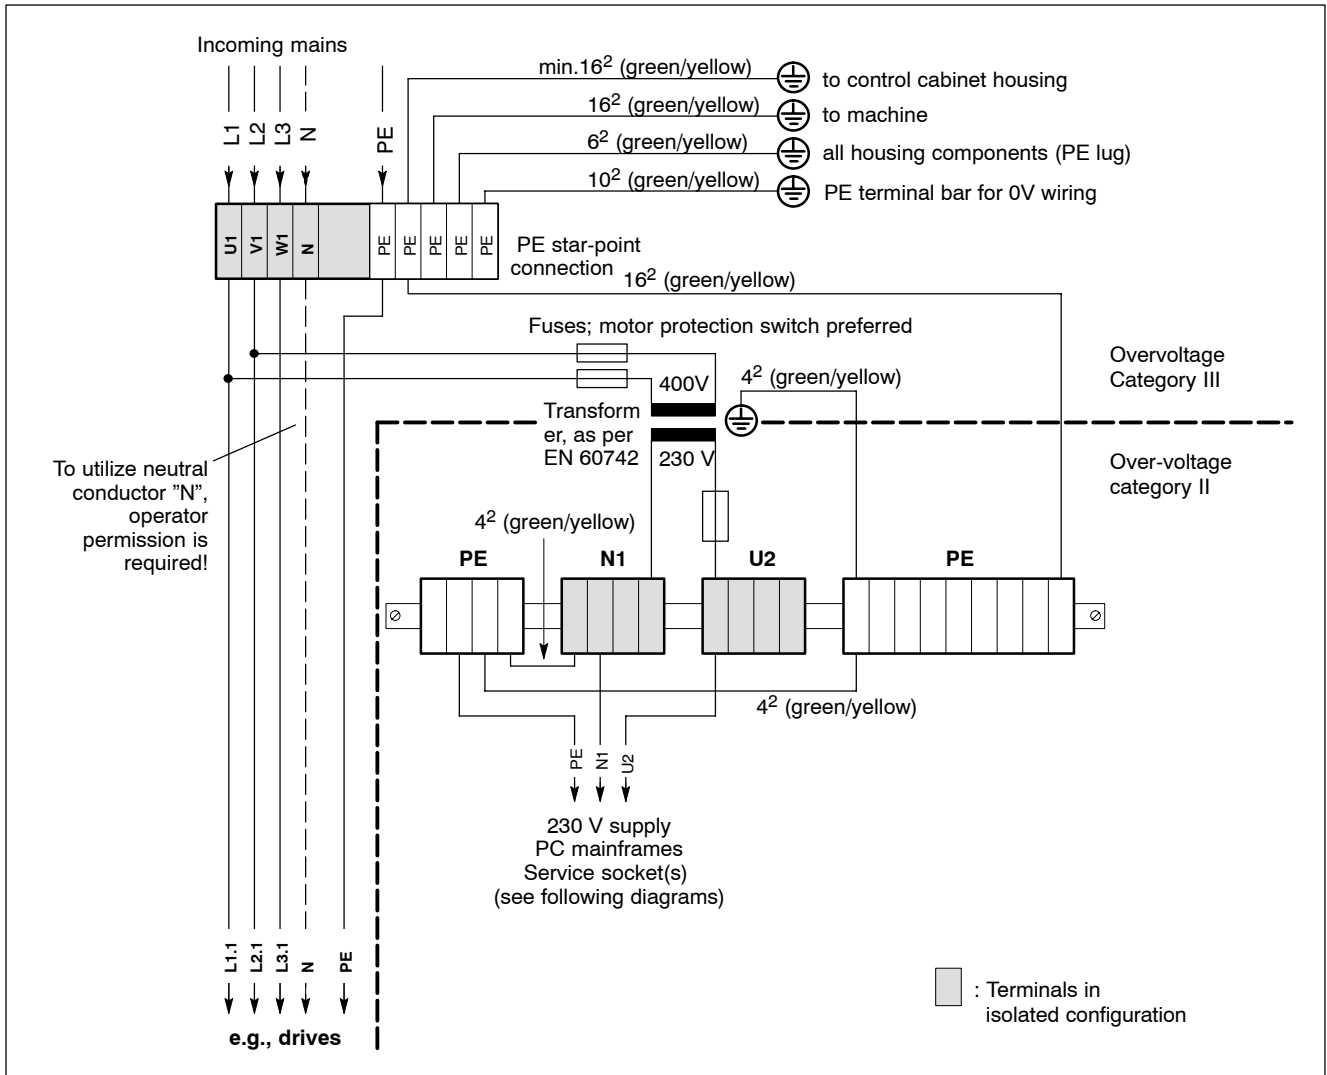 Incoming mains
L1
L2
L3
N
PE
min.16² (green/yellow)
to control cabinet housing
16² (green/yellow)
to machine
6² (green/yellow)
all housing components (PE lug)
10² (green/yellow)
PE terminal bar for 0V wiring
U1
V1
W1
N
PE
PE
PE
PE
PE
PE star-point
connection
16² (green/yellow)
Fuses; motor protection switch preferred
400V
4² (green/yellow)
Overvoltage
Category III
Transform
er, as per
EN 60742
230 V
Over-voltage
category II
To utilize neutral
conductor ”N”,
operator
permission is
required!
4² (green/yellow)
PE
N1
U2
PE
4² (green/yellow)
PE
N1
U2
230 V supply
PC mainframes
Service socket(s)
(see following diagrams)
L1.1
L2.1
L3.1
N
PE
e.g., drives
: Terminals in
isolated configuration